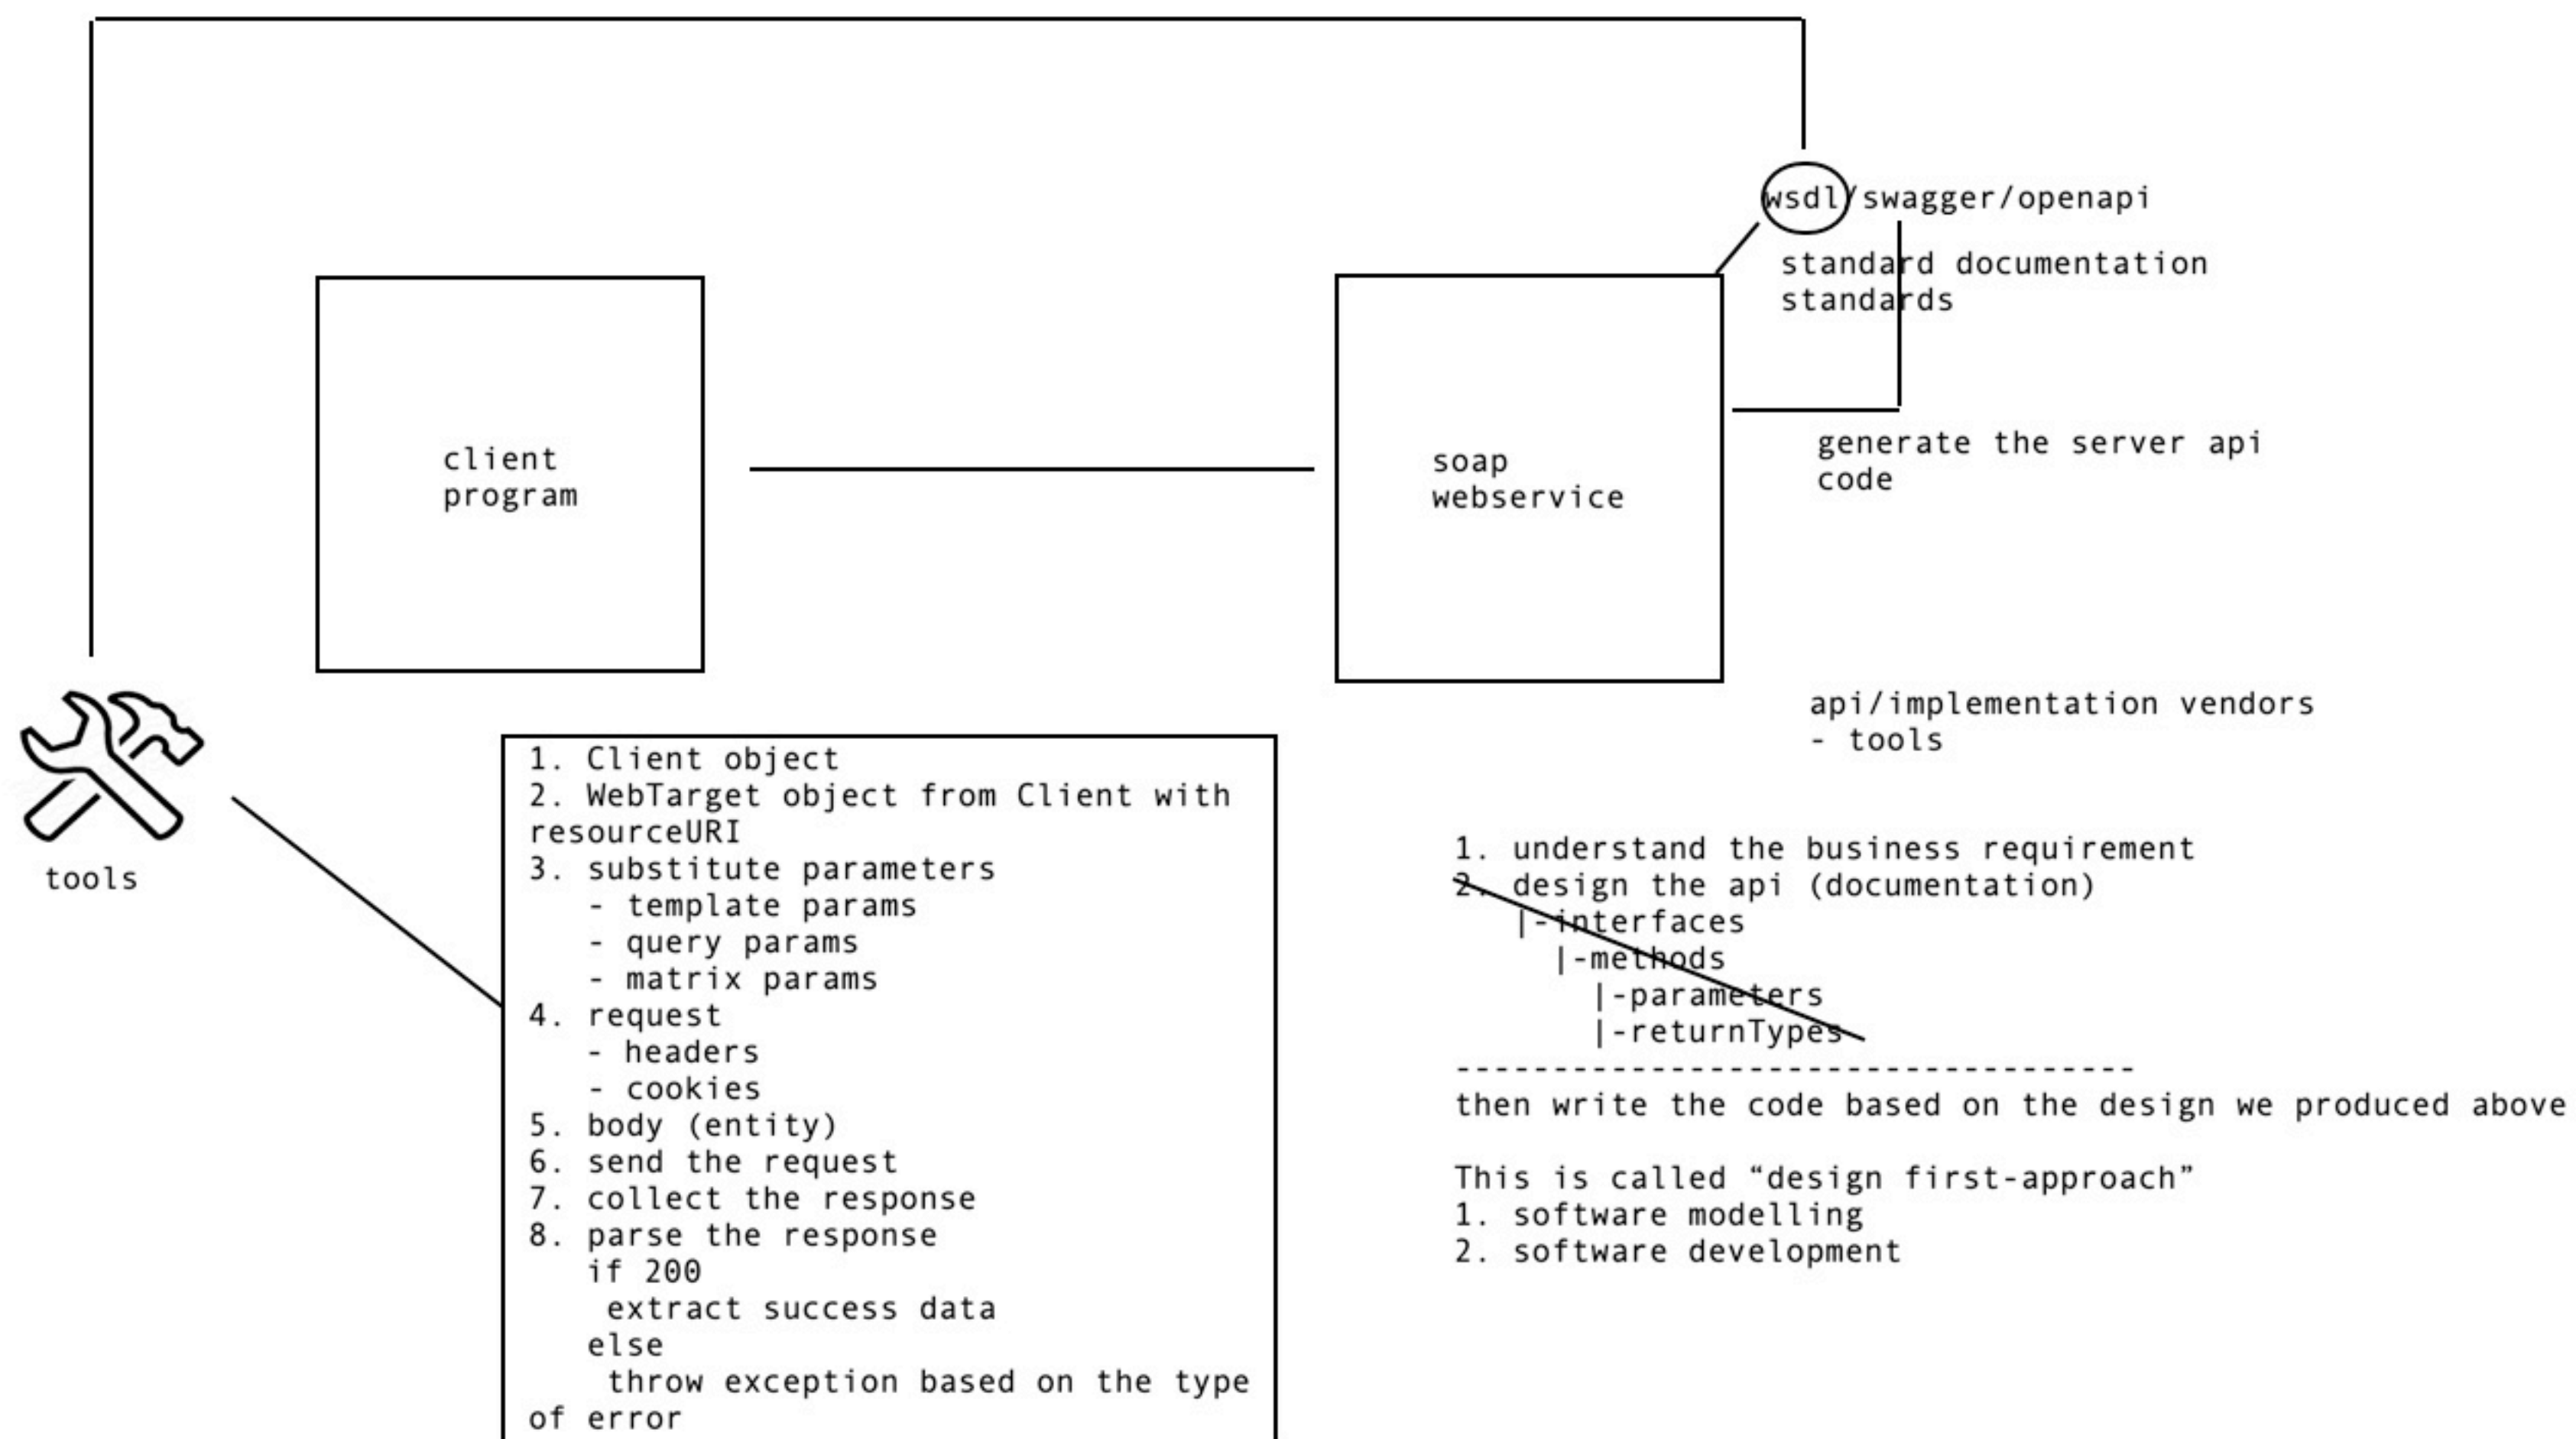 wsdl/swagger/openapi
standard documentation
standards
client
program
soap
webservice
generate the server api
code
api/implementation vendors
- tools
tools
1. Client object
2. WebTarget object from Client with
resourceURI
3. substitute parameters
- template params
- query params
- matrix params
4. request
- headers
- cookies
5. body (entity)
6. send the request
7. collect the response
8. parse the response
if 200
extract success data
else
throw exception based on the type
of error
1. understand the business requirement
2. design the api (documentation)
|-interfaces
|-methods
|-parameters
|-returnTypes
-----------------------------------
then write the code based on the design we produced above
This is called “design first-approach”
1. software modelling
2. software development